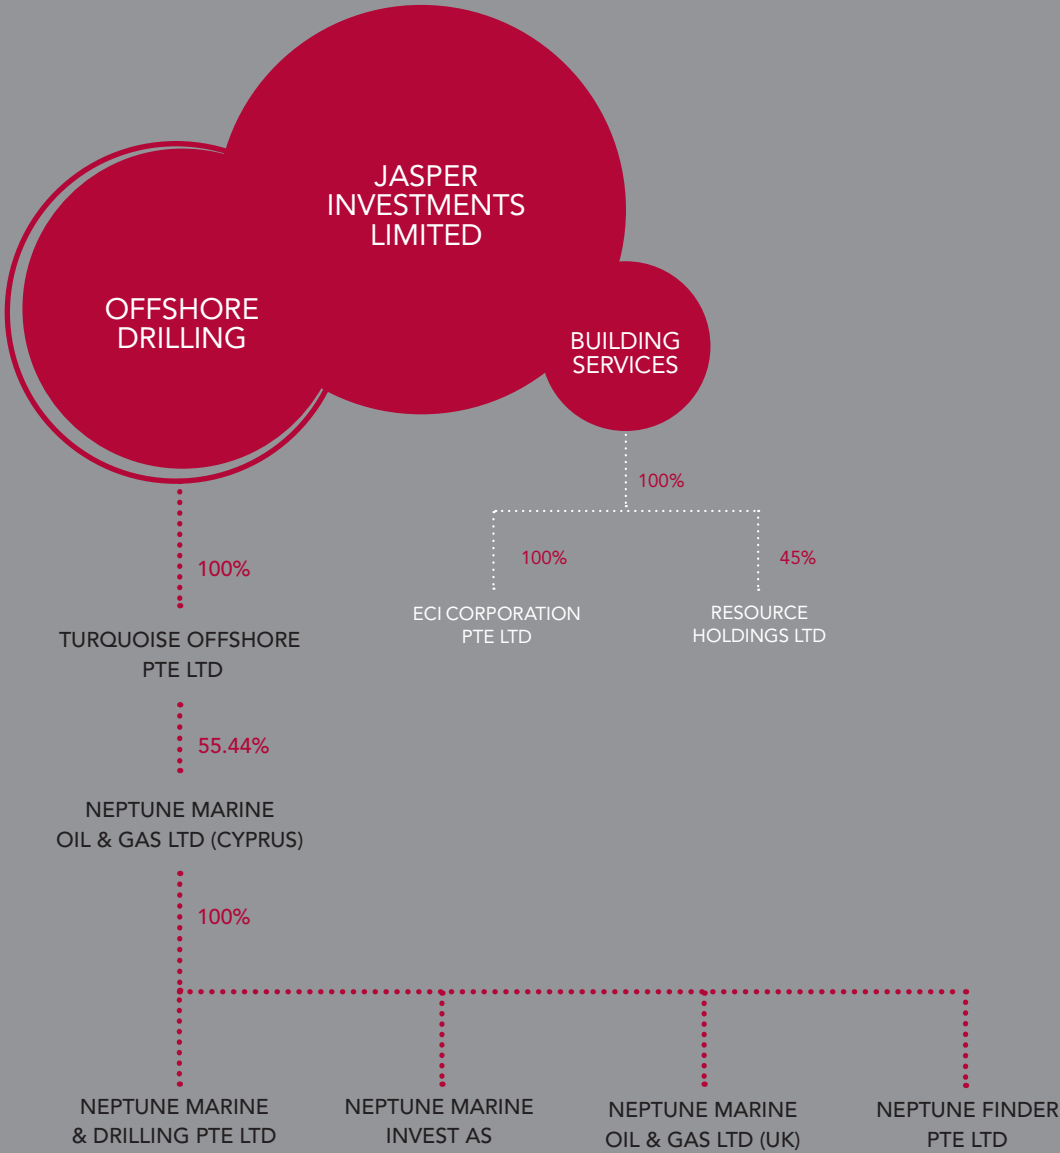 JASPER
INVESTMENTS
LIMITED
OFFSHORE
DRILLING
BUILDING
SERVICES
100%
100%
45%
ECI CORPORATION
PTE LTD
RESOURCE
HOLDINGS LTD
100%
TURQUOISE OFFSHORE
PTE LTD
55.44%
NEPTUNE MARINE
OIL & GAS LTD (CYPRUS)
100%
NEPTUNE MARINE
& DRILLING PTE LTD
NEPTUNE MARINE
INVEST AS
NEPTUNE MARINE
OIL & GAS LTD (UK)
NEPTUNE FINDER
PTE LTD